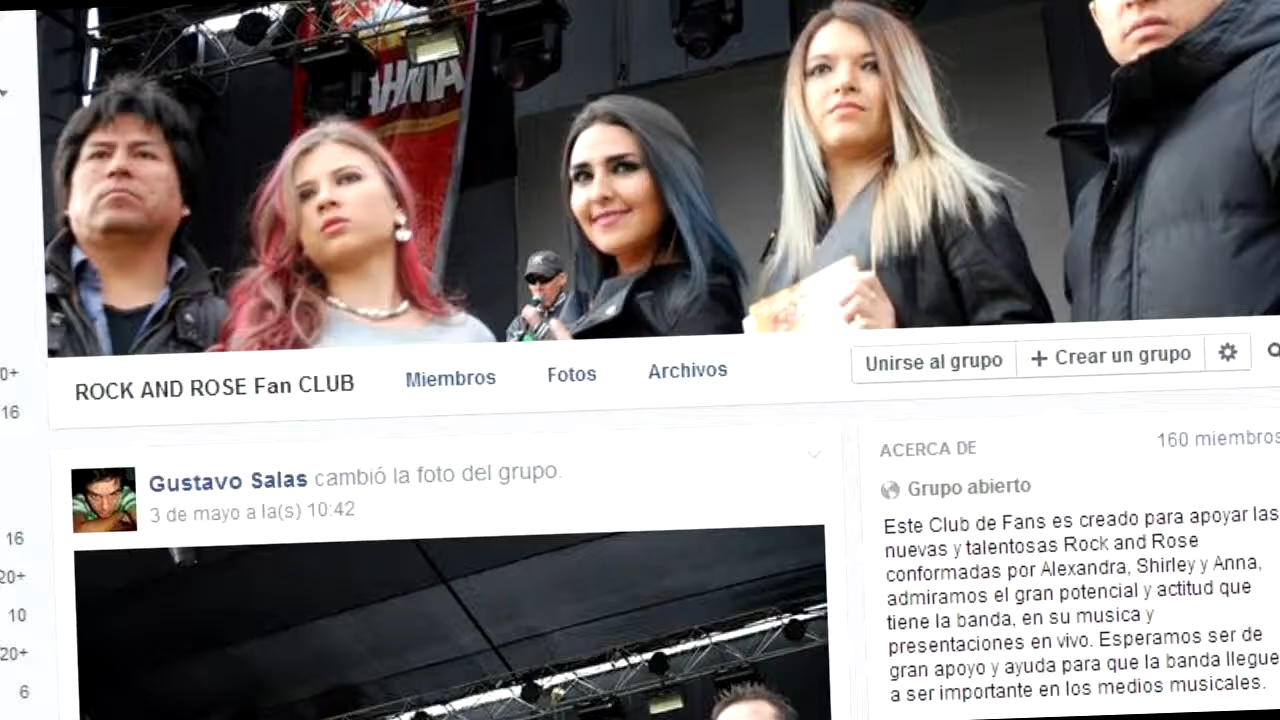 ROCK AND ROSE Fan CLUB Miembros Fotos Archivos Unirse al grupo + Crear un grupo
0+
16
16
20+
10
20+
6
Gustavo Salas cambió la foto del grupo.
3 de mayo a la(s) 10:42
ACERCA DE 160 miembros
Grupo abierto
Este Club de Fans es creado para apoyar las
nuevas y talentosas Rock and Rose
conformadas por Alexandra, Shirley y Anna,
admiramos el gran potencial y actitud que
tiene la banda, en su musica y
presentaciones en vivo. Esperamos ser de
gran apoyo y ayuda para que la banda llegue
a ser importante en los medios musicales.